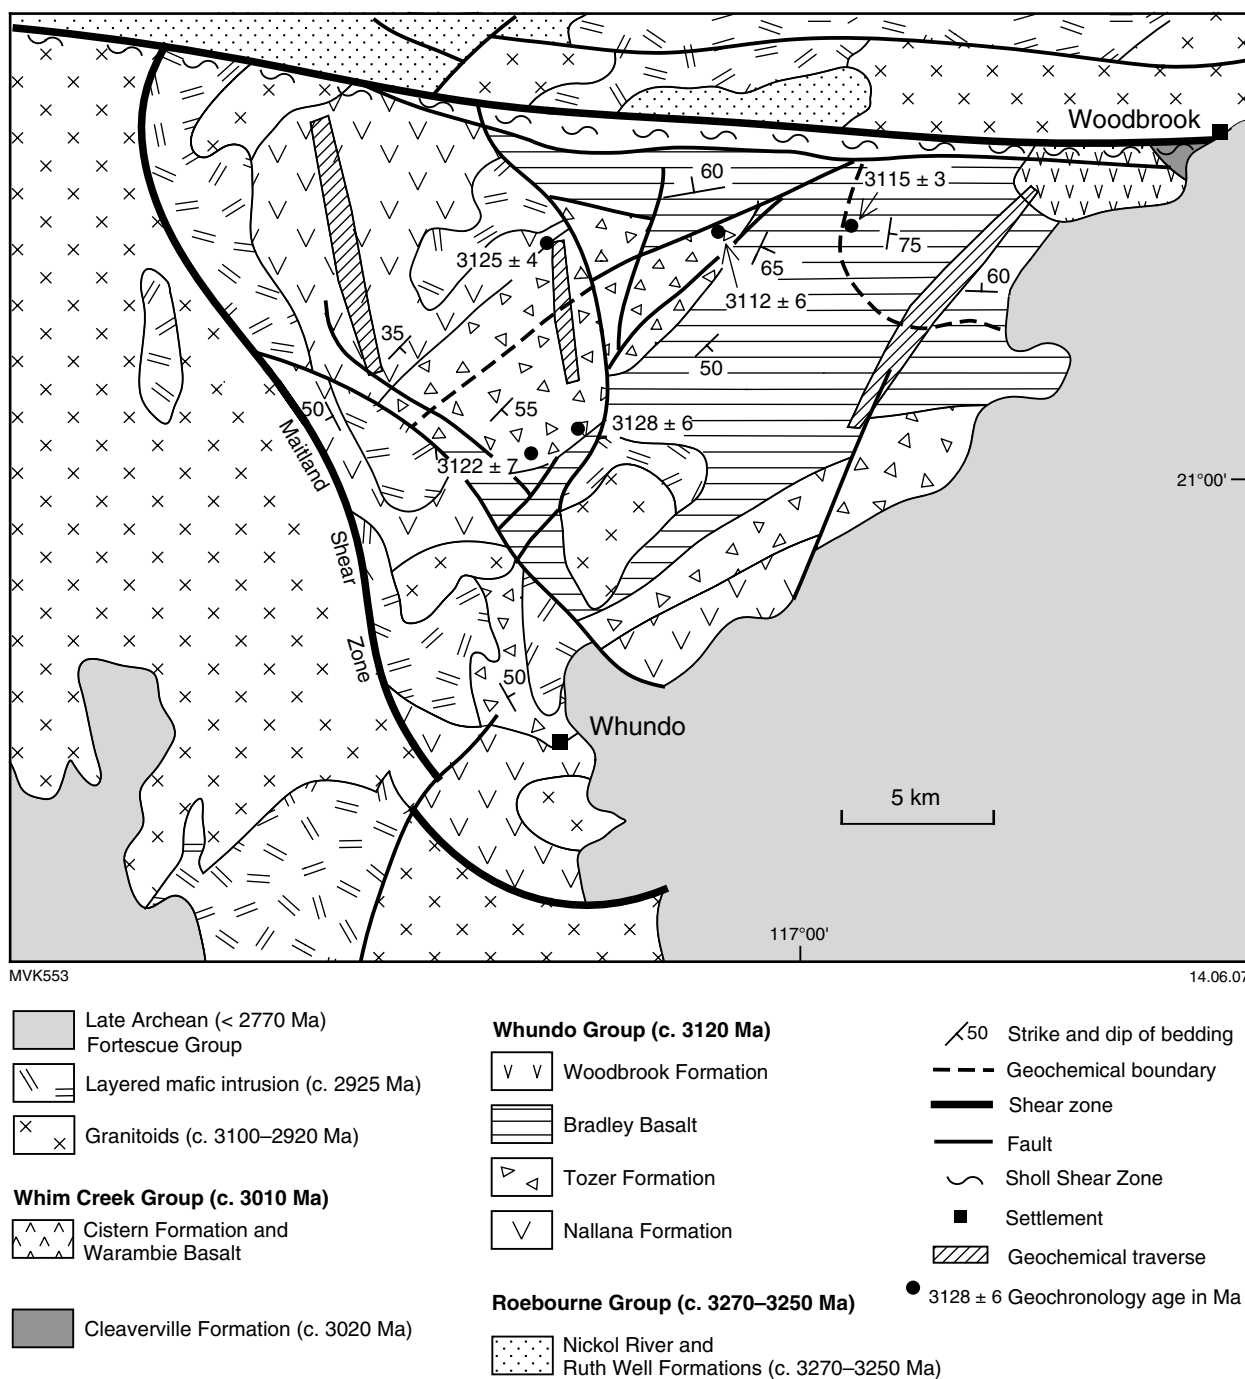 Woodbrook
60
3115 ± 3
75
3125 ± 4
65
60
3112 ± 6
35
50
50
55
3128 ± 6
3122 ± 7
Maitland
Shear
Zone
21°00'
50
Whundo
5 km
117°00'
MVK553
14.06.07
Late Archean (< 2770 Ma)
Fortescue Group
Layered mafic intrusion (c. 2925 Ma)
Granitoids (c. 3100–2920 Ma)
Whim Creek Group (c. 3010 Ma)
Cistern Formation and
Warambie Basalt
Cleaverville Formation (c. 3020 Ma)
Whundo Group (c. 3120 Ma)
Woodbrook Formation
Bradley Basalt
Tozer Formation
Nallana Formation
Roebourne Group (c. 3270–3250 Ma)
Nickol River and
Ruth Well Formations (c. 3270–3250 Ma)
50 Strike and dip of bedding
Geochemical boundary
Shear zone
Fault
Sholl Shear Zone
Settlement
Geochemical traverse
3128 ± 6 Geochronology age in Ma